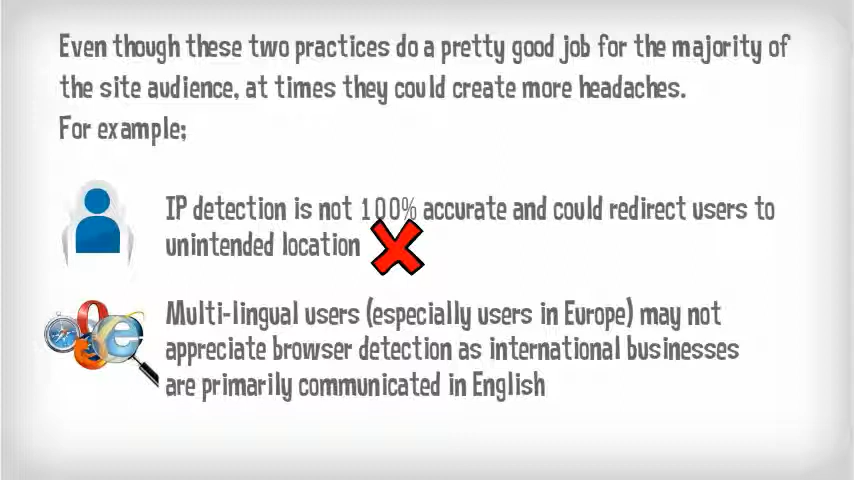 Even though these two practices do a pretty good job for the majority of
the site audience, at times they could create more headaches.
For example;
IP detection is not 100% accurate and could redirect users to
unintended location
Multi-lingual users (especially users in Europe) may not
appreciate browser detection as international businesses
are primarily communicated in English